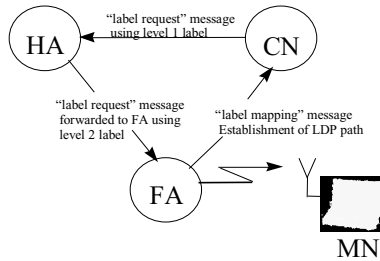 “label request” message
using level 1 label
HA
CN
“label request” message
forwarded to FA using
level 2 label
“label mapping” message
Establishment of LDP path
FA
MN